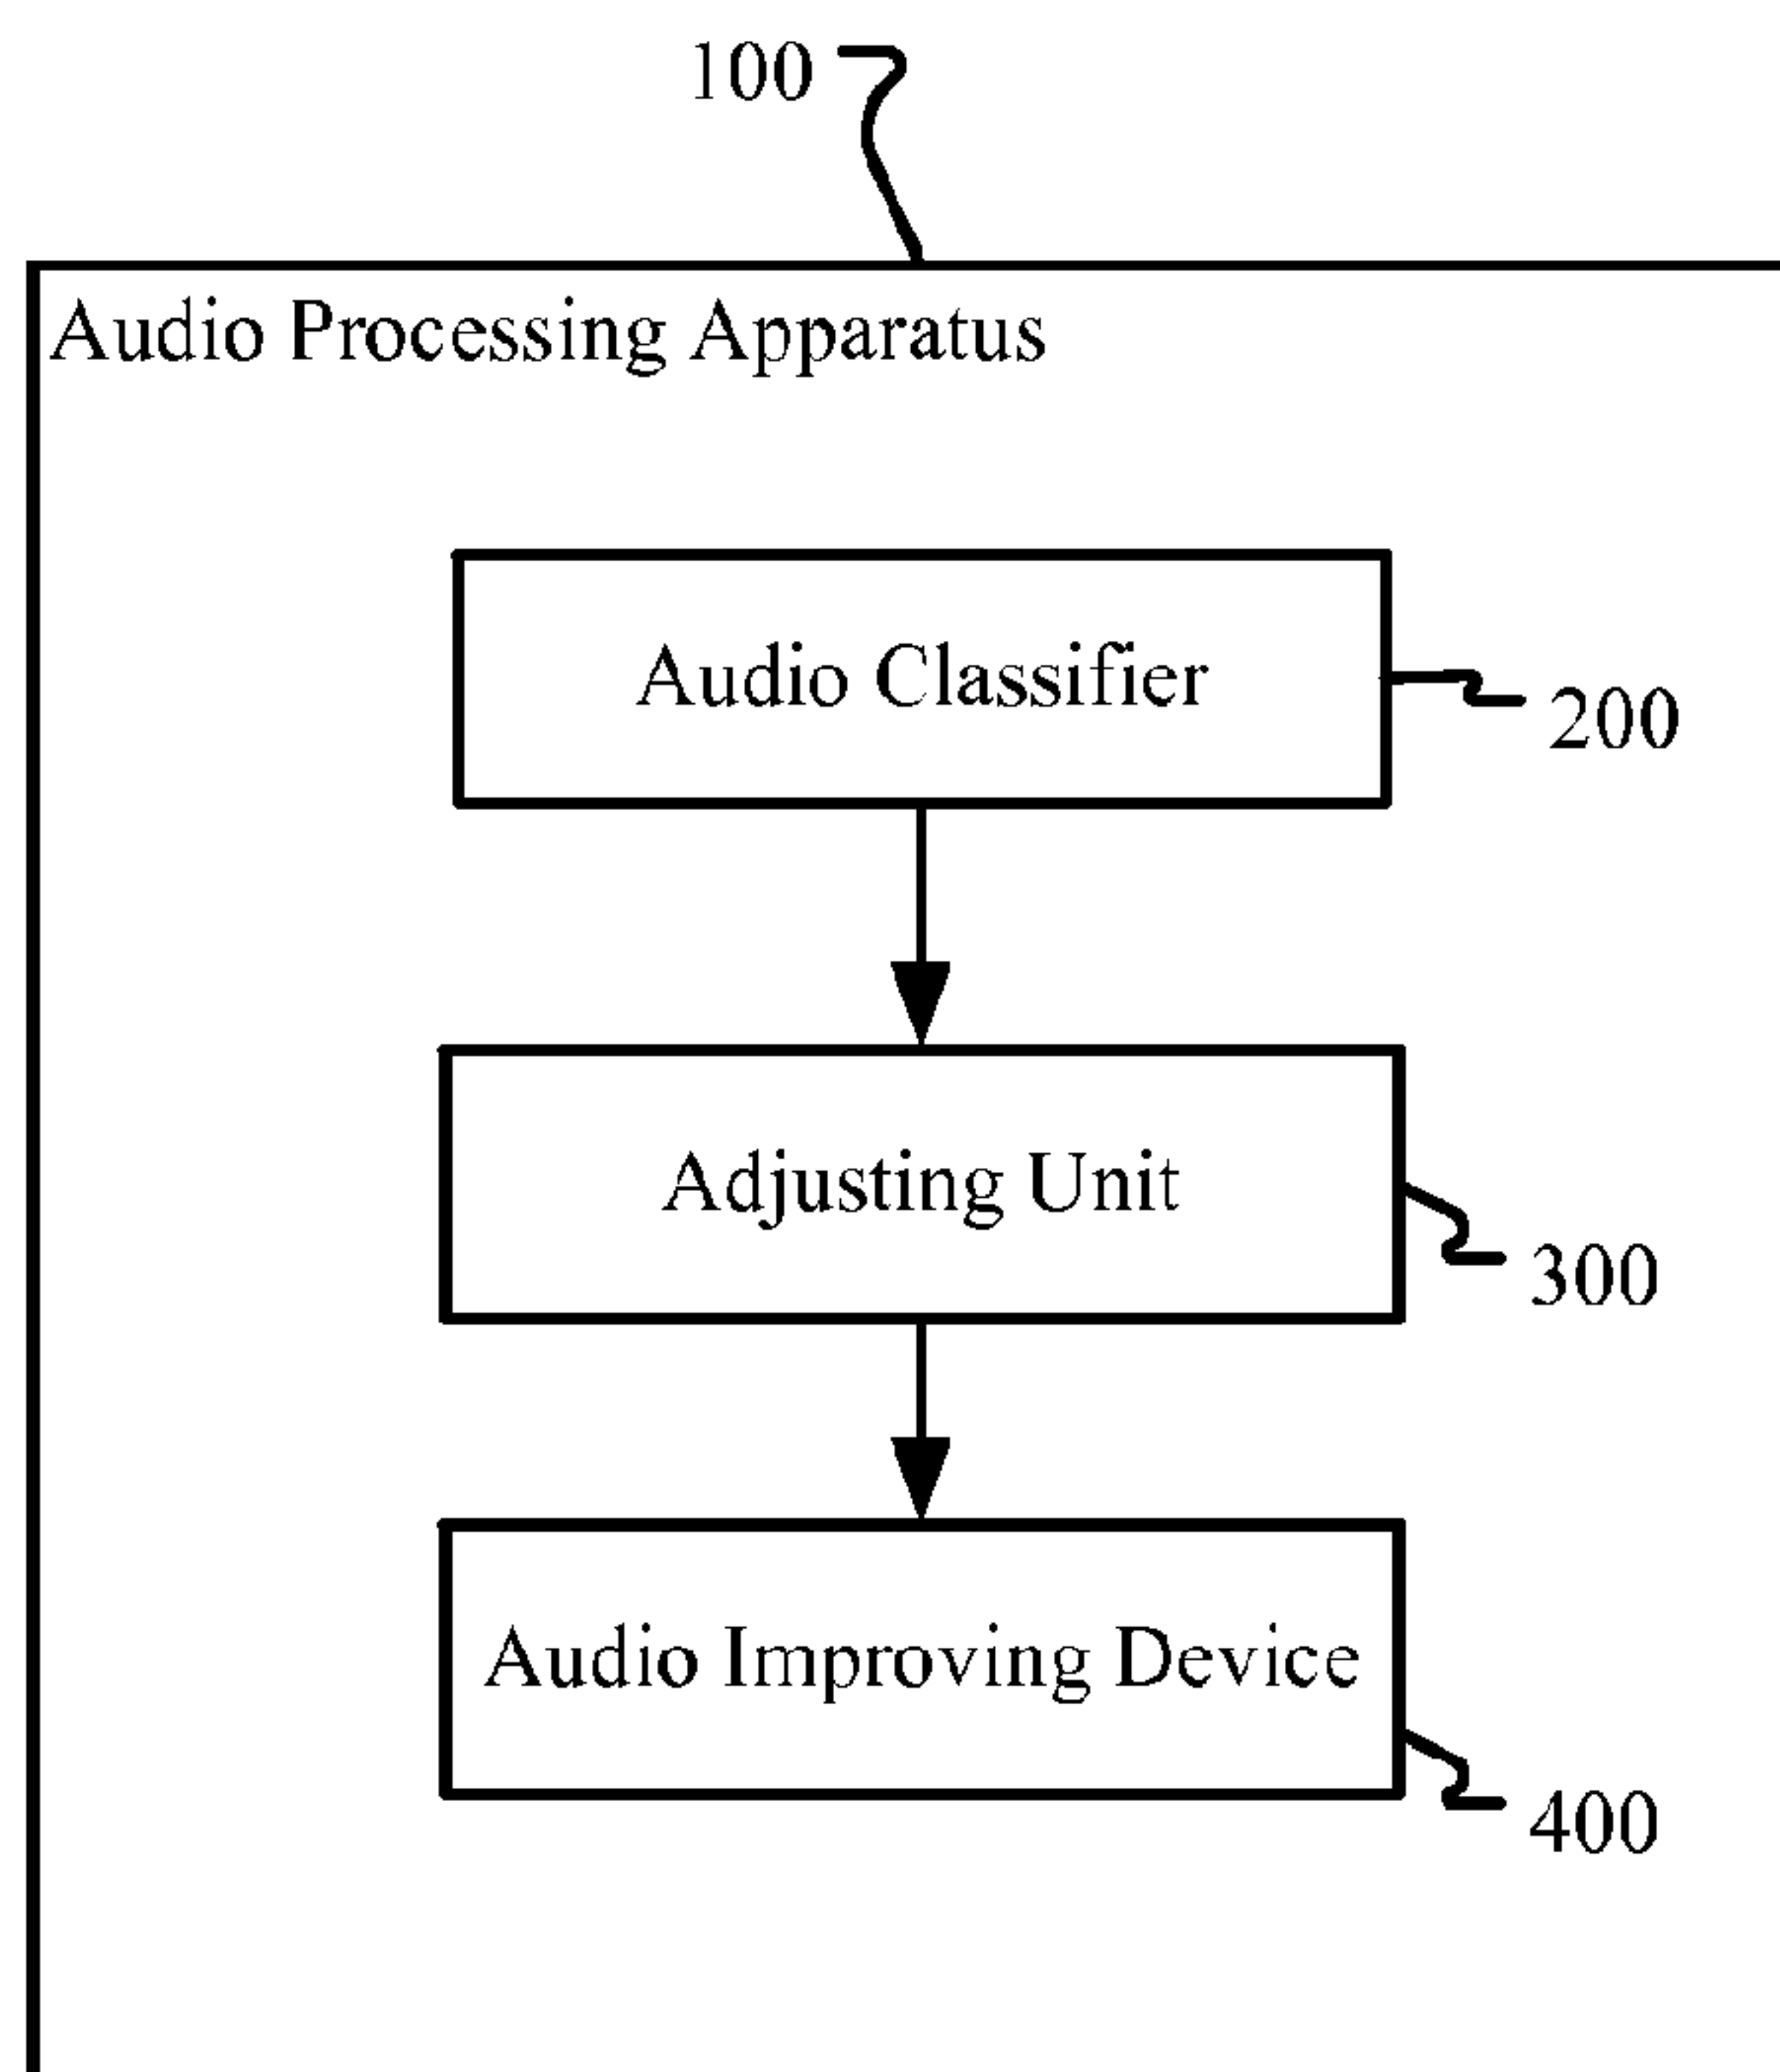 100
Audio Processing Apparatus
Audio Classifier
200
Adjusting Unit
300
Audio Improving Device
400